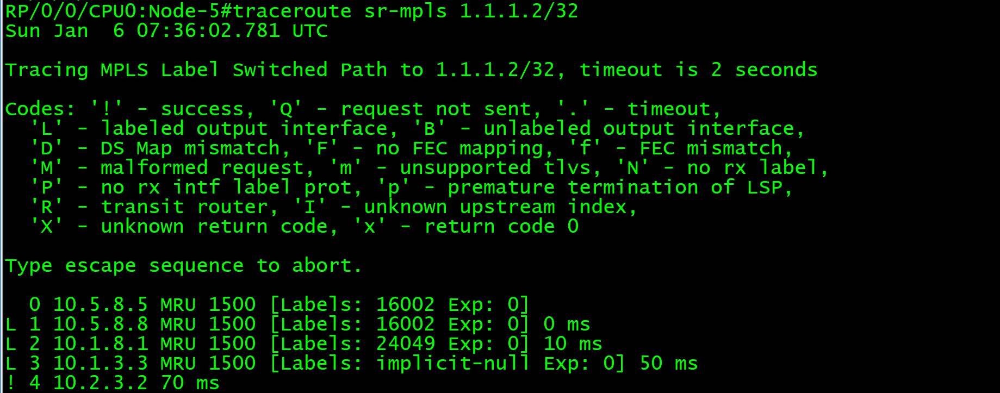 RP/0/0/CPU0:Node-5#traceroute sr-mpls 1.1.1.2/32
Sun Jan  6 07:36:02.781 UTC

Tracing MPLS Label Switched Path to 1.1.1.2/32, timeout is 2 seconds

Codes: '!' - success, 'Q' - request not sent, '.' - timeout,
  'L' - labeled output interface, 'B' - unlabeled output interface,
  'D' - DS Map mismatch, 'F' - no FEC mapping, 'f' - FEC mismatch,
  'M' - malformed request, 'm' - unsupported tlvs, 'N' - no rx label,
  'P' - no rx intf label prot, 'p' - premature termination of LSP,
  'R' - transit router, 'I' - unknown upstream index,
  'X' - unknown return code, 'x' - return code 0

Type escape sequence to abort.

  0 10.5.8.5 MRU 1500 [Labels: 16002 Exp: 0]
L 1 10.5.8.8 MRU 1500 [Labels: 16002 Exp: 0] 0 ms
L 2 10.1.8.1 MRU 1500 [Labels: 24049 Exp: 0] 10 ms
L 3 10.1.3.3 MRU 1500 [Labels: implicit-null Exp: 0] 50 ms
! 4 10.2.3.2 70 ms